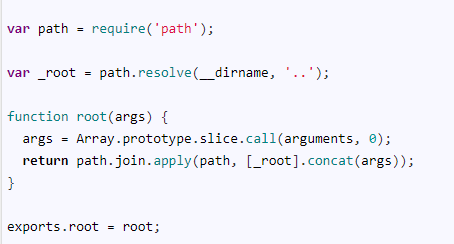 var path = require('path');
var _root = path.resolve(__dirname, '..');
function root(args) {
  args = Array.prototype.slice.call(arguments, 0);
  return path.join.apply(path, [_root].concat(args));
}
exports.root = root;